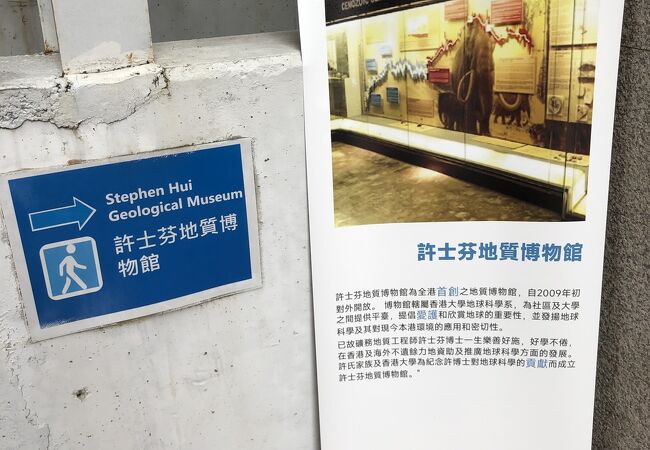 Stephen Hui
Geological Museum
許士芬地質博
物館
許士芬地質博物館
許士芬地質博物館為全港首創之地質博物館，自2009年初
對外開放。博物館轄屬香港大學地球科學系，為社區及大學
之間提供平臺，提倡愛護和欣賞地球的重要性，並發揚地球
科學及其對現今本港環境的應用和密切性。
已故礦務地質工程師許士芬博士一生樂善好施，好學不倦，
在香港及海外不遺餘力地資助及推廣地球科學方面的發展。
許氏家族及香港大學為紀念許博士對地球科學的貢獻而成立
許士芬地質博物館。"